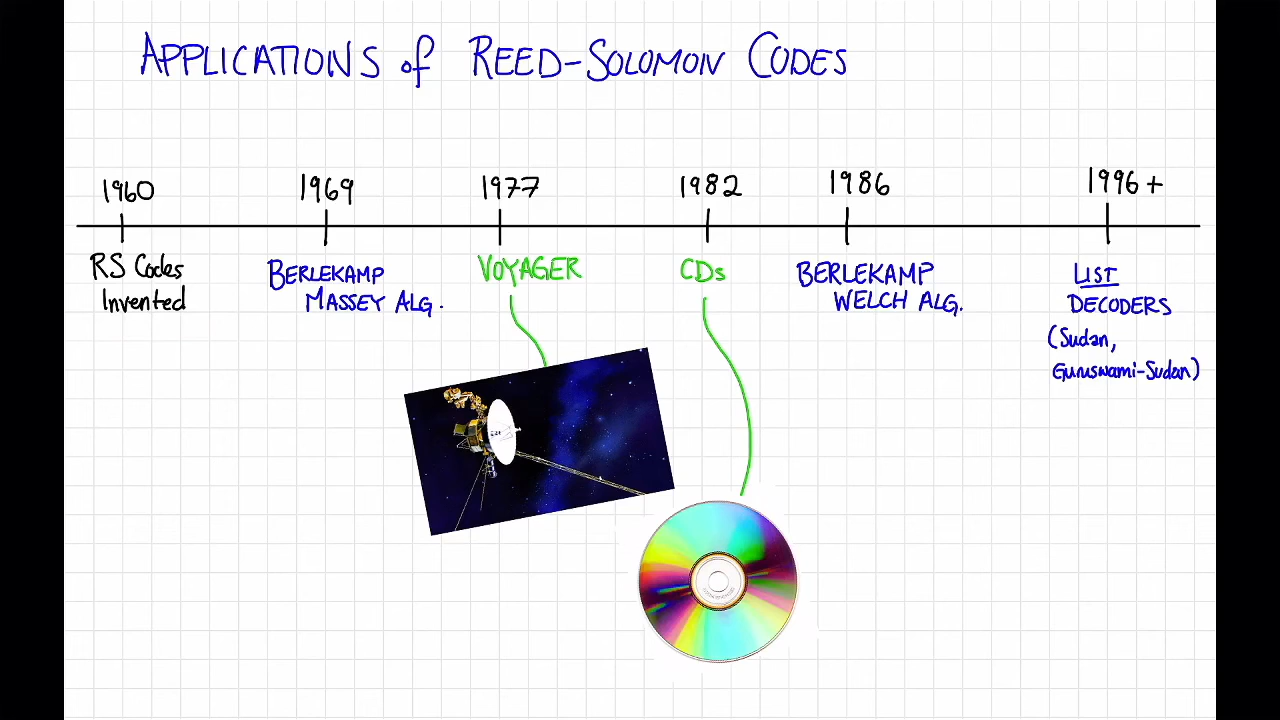 APPLICATIONS of REED-SOLOMON CODES
1960
1969
1977
1982
1986
1996+
RS Codes
Invented
BERLEKAMP
MASSEY ALG.
VOYAGER
CDs
BERLEKAMP
WELCH ALG.
LIST
DECODERS
(Sudan,
Guruswami-Sudan)